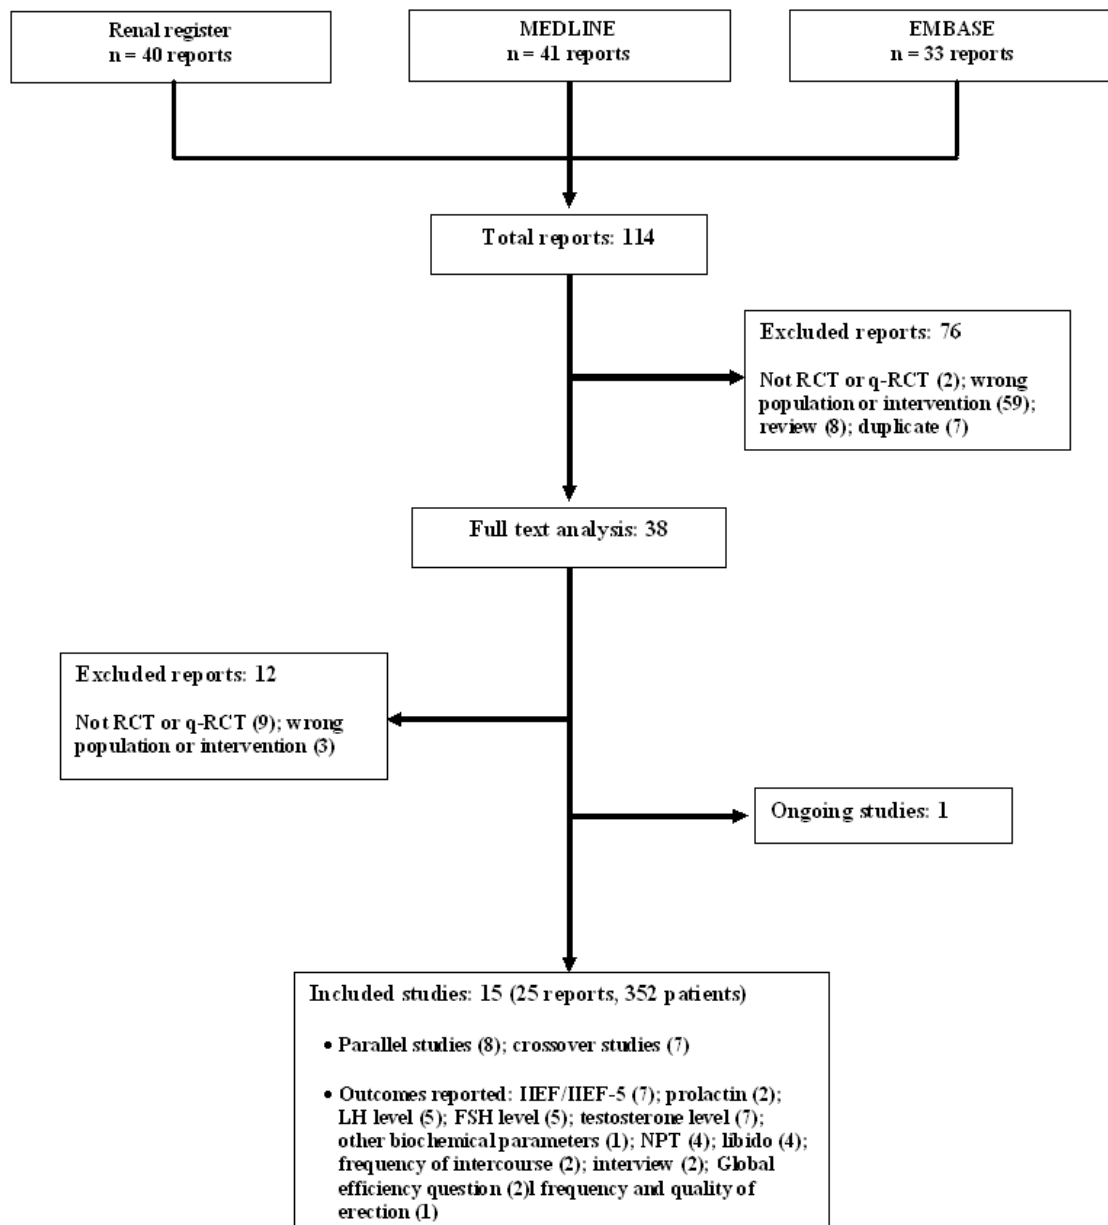 Renal register
n = 40 reports
MEDLINE
n = 41 reports
EMBASE
n = 33 reports
Total reports: 114
Excluded reports: 76
Not RCT or q-RCT (2); wrong
population or intervention (59);
review (8); duplicate (7)
Full text analysis: 38
Excluded reports: 12
Not RCT or q-RCT (9); wrong
population or intervention (3)
Ongoing studies: 1
Included studies: 15 (25 reports, 352 patients)
• Parallel studies (8); crossover studies (7)
• Outcomes reported: IIEF/IIEF-5 (7); prolactin (2);
LH level (5); FSH level (5); testosterone level (7);
other biochemical parameters (1); NPT (4); libido (4);
frequency of intercourse (2); interview (2); Global
efficiency question (2)l frequency and quality of
erection (1)